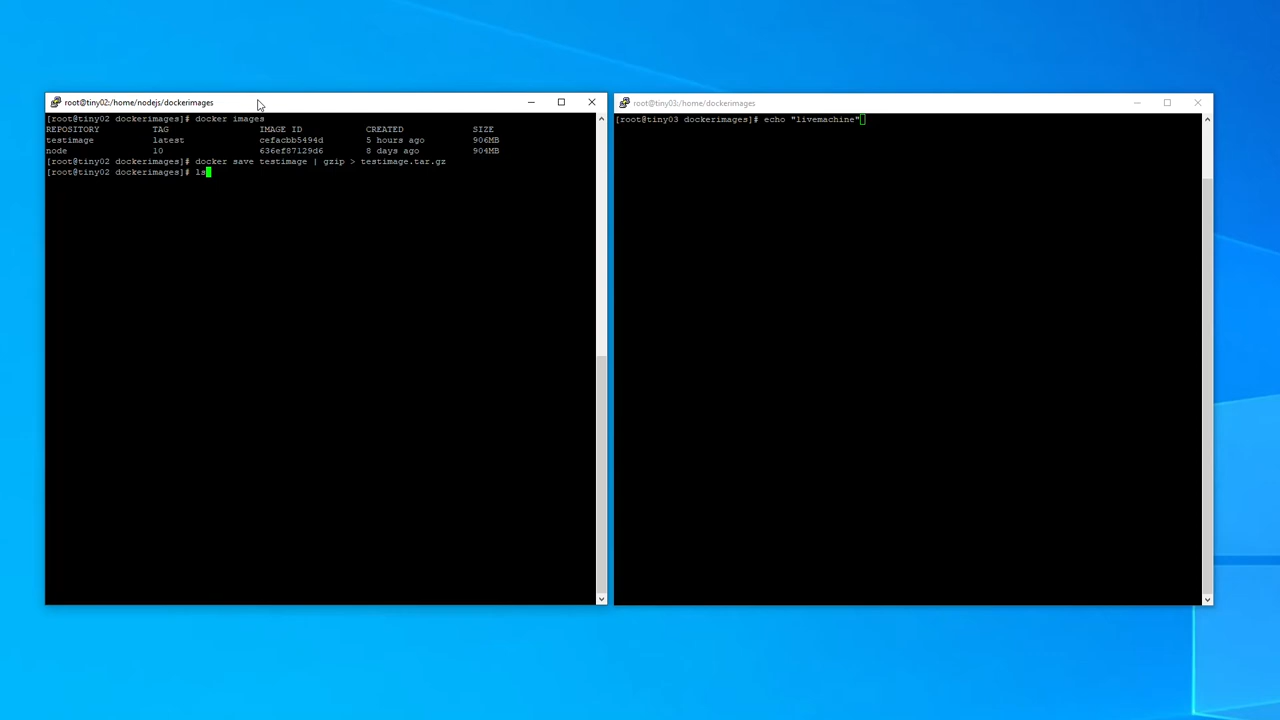 root@tiny02:/home/nodejs/dockerimages
[root@tiny02 dockerimages]# docker images
REPOSITORY TAG IMAGE ID CREATED SIZE
testimage latest cefacbb5494d 5 hours ago 906MB
node 10 636ef87129d6 8 days ago 904MB
[root@tiny02 dockerimages]# docker save testimage | gzip > testimage.tar.gz
[root@tiny02 dockerimages]# ls
root@tiny03:/home/dockerimages
[root@tiny03 dockerimages]# echo "livemachine"